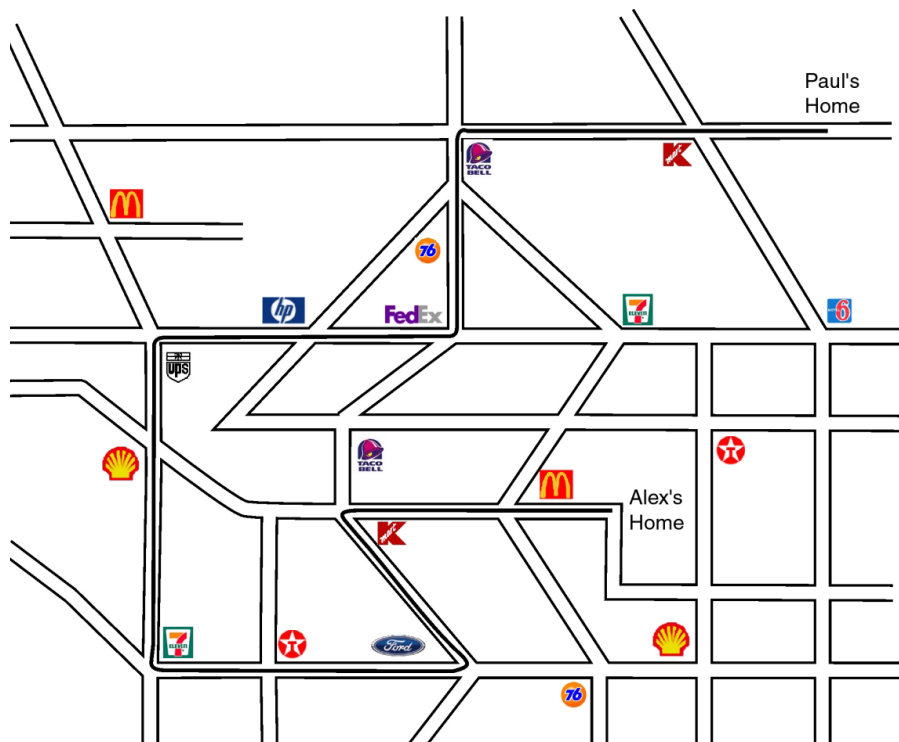 Paul's
Home
TACO
BELL
K
76
hp
FedEx
7
ELEVEN
6
ups
TACO
BELL
T
Alex's
Home
K
7
ELEVEN
T
Ford
76